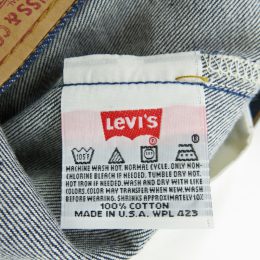 LEVI'S
®
105F
MACHINE WASH HOT. NORMAL CYCLE. ONLY NON-
CHLORINE BLEACH IF NEEDED. TUMBLE DRY HOT.
HOT IRON IF NEEDED. WASH AND DRY WITH LIKE
COLORS. COLOR MAY TRANSFER WHEN NEW. WASH
BEFORE WEARING. SHRINKS APPROXIMATELY 10%
100% COTTON
MADE IN U.S.A. WPL 423